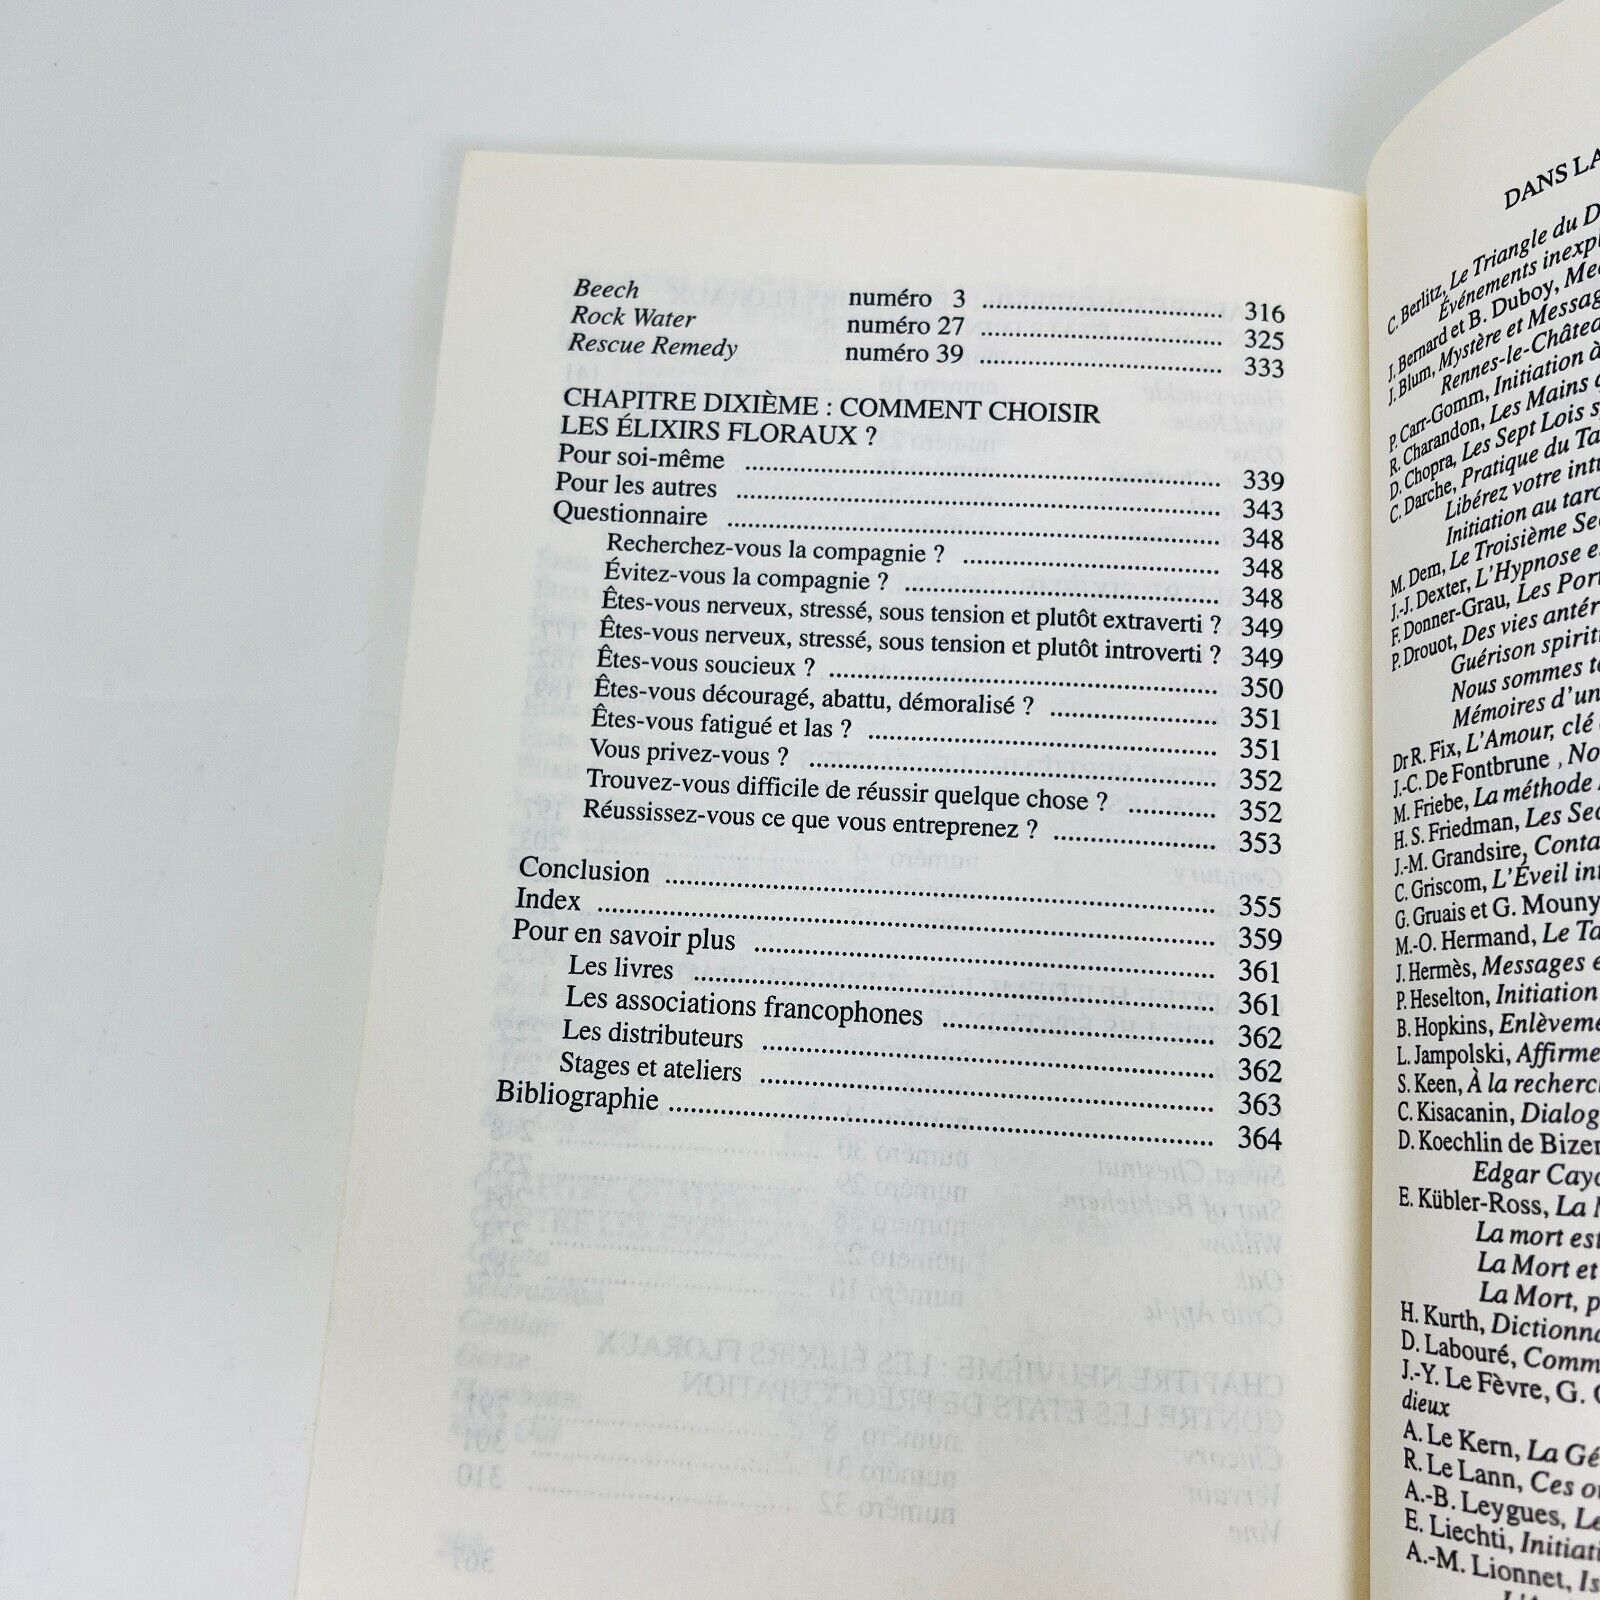 Beech numéro 3 ........ 316
Rock Water numéro 27 ........ 325
Rescue Remedy numéro 39 ........ 333
CHAPITRE DIXIÈME : COMMENT CHOISIR
LES ÉLIXIRS FLORAUX ?
Pour soi-même ........ 339
Pour les autres ........ 343
Questionnaire ........ 348
Recherchez-vous la compagnie ? ........ 348
Évitez-vous la compagnie ? ........ 348
Êtes-vous nerveux, stressé, sous tension et plutôt extraverti ? 349
Êtes-vous nerveux, stressé, sous tension et plutôt introverti ? 349
Êtes-vous soucieux ? ........ 350
Êtes-vous découragé, abattu, démoralisé ? ........ 351
Êtes-vous fatigué et las ? ........ 351
Vous privez-vous ? ........ 352
Trouvez-vous difficile de réussir quelque chose ? ........ 352
Réussissez-vous ce que vous entreprenez ? ........ 353
Conclusion ........ 355
Index ........ 359
Pour en savoir plus ........ 361
Les livres ........ 361
Les associations francophones ........ 362
Les distributeurs ........ 362
Stages et ateliers ........ 363
Bibliographie ........ 364
DANS LA
C. Berlitz, Le Triangle du D
Événements inexpl
J. Bernard et B. Duboy, Med
J. Blum, Mystère et Messag
Rennes-le-Châtea
P. Carr-Gomm, Initiation à
R. Charandon, Les Mains
D. Chopra, Les Sept Lois s
C. Darche, Pratique du Ta
Libérez votre intu
Initiation au taro
M. Dem, Le Troisième Se
J.-J. Dexter, L'Hypnose e
F. Donner-Grau, Les Por
P. Drouot, Des vies antér
Guérison spirit
Nous sommes t
Mémoires d'un
Dr R. Fix, L'Amour, clé
J.-C. De Fontbrune , No
M. Friebe, La méthode
H. S. Friedman, Les Sec
J.-M. Grandsire, Conta
C. Griscom, L'Éveil int
G. Gruais et G. Mouny
M.-O. Hermand, Le Ta
J. Hermès, Messages e
P. Heselton, Initiation
B. Hopkins, Enlèveme
L. Jampolski, Affirme
S. Keen, À la recherc
C. Kisacanin, Dialog
D. Koechlin de Bizer
Edgar Cayc
E. Kübler-Ross, La
La mort est
La Mort et
La Mort, p
H. Kurth, Dictionna
D. Labouré, Comm
J.-Y. Le Fèvre, G.
dieux
A. Le Kern, La Gé
R. Le Lann, Ces
A.-B. Leygues, Le
E. Liechti, Initiati
A.-M. Lionnet, Is